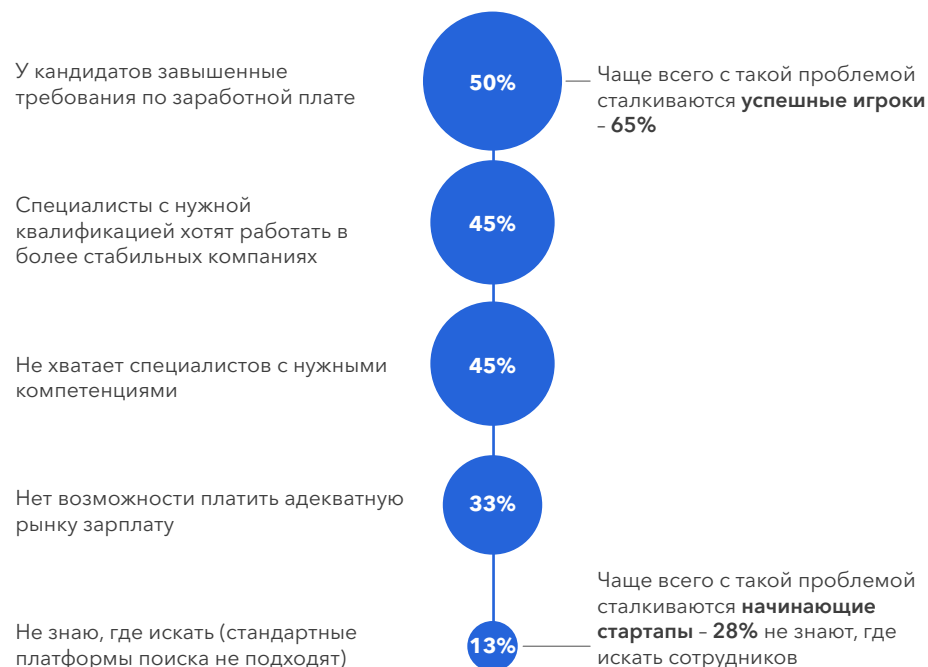 У кандидатов завышенные
требования по заработной плате
50%
Чаще всего с такой проблемой
сталкиваются успешные игроки
– 65%
Специалисты с нужной
квалификацией хотят работать в
более стабильных компаниях
45%
Не хватает специалистов с нужными
компетенциями
45%
Нет возможности платить адекватную
рынку зарплату
33%
Не знаю, где искать (стандартные
платформы поиска не подходят)
13%
Чаще всего с такой проблемой
сталкиваются начинающие
стартапы – 28% не знают, где
искать сотрудников